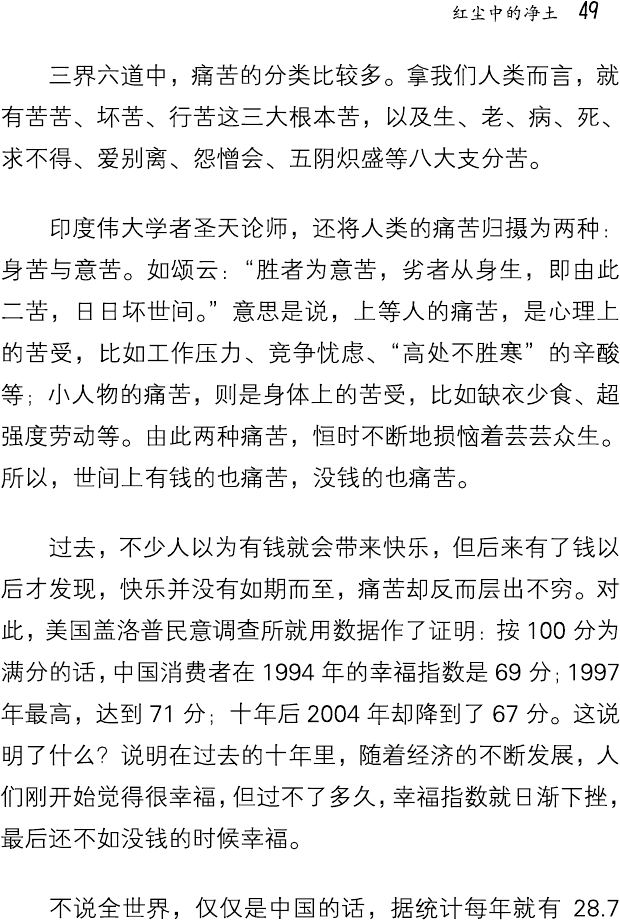 红尘中的净土 49
三界六道中，痛苦的分类比较多。拿我们人类而言，就
有苦苦、坏苦、行苦这三大根本苦，以及生、老、病、死、
求不得、爱别离、怨憎会、五阴炽盛等八大支分苦。
印度伟大学者圣天论师，还将人类的痛苦归摄为两种：
身苦与意苦。如颂云：“胜者为意苦，劣者从身生，即由此
二苦，日日坏世间。”意思是说，上等人的痛苦，是心理上
的苦受，比如工作压力、竞争忧虑、“高处不胜寒”的辛酸
等；小人物的痛苦，则是身体上的苦受，比如缺衣少食、超
强度劳动等。由此两种痛苦，恒时不断地损恼着芸芸众生。
所以，世间上有钱的也痛苦，没钱的也痛苦。
过去，不少人以为有钱就会带来快乐，但后来有了钱以
后才发现，快乐并没有如期而至，痛苦却反而层出不穷。对
此，美国盖洛普民意调查所就用数据作了证明：按 100 分为
满分的话，中国消费者在 1994 年的幸福指数是 69 分；1997
年最高，达到 71 分；十年后 2004 年却降到了 67 分。这说
明了什么？说明在过去的十年里，随着经济的不断发展，人
们刚开始觉得很幸福，但过不了多久，幸福指数就日渐下挫，
最后还不如没钱的时候幸福。
不说全世界，仅仅是中国的话，据统计每年就有 28.7